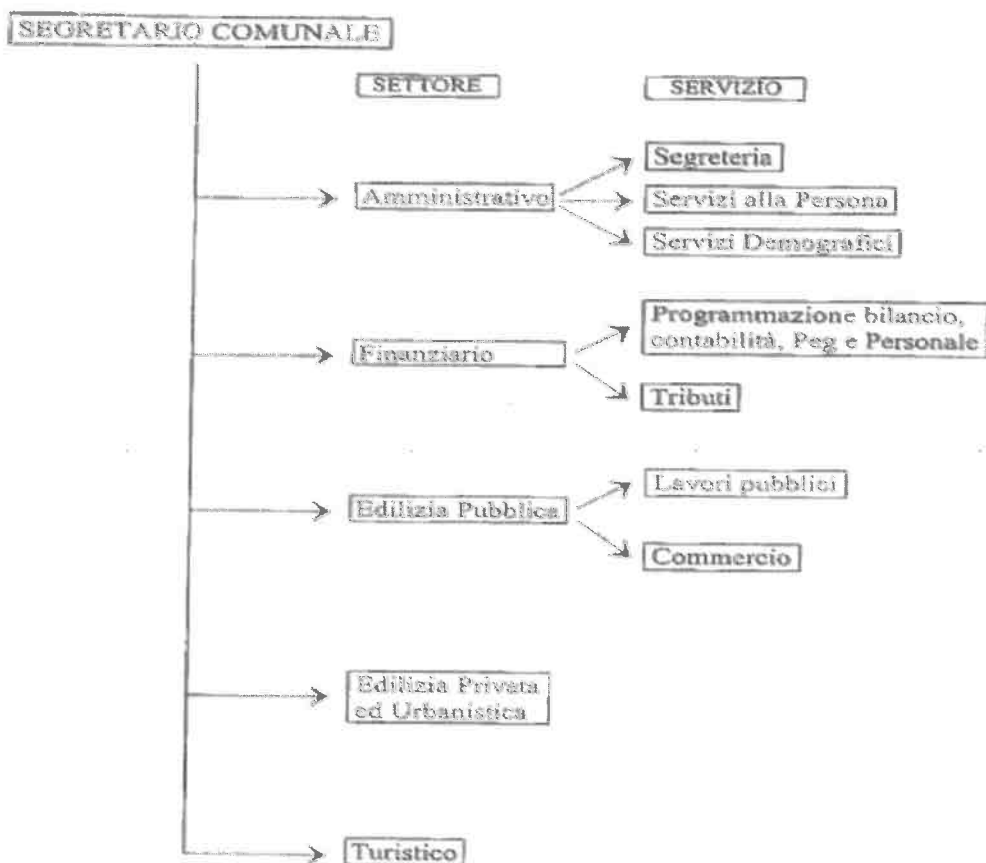 SEGRETARIO COMUNALE
SETTORE
SERVIZIO
Amministrativo
Segreteria
Servizi alla Persona
Servizi Demografici
Finanziario
Programmazione bilancio,
contabilità, Peg e Personale
Tributi
Edilizia Pubblica
Lavori pubblici
Commercio
Edilizia Privata
ed Urbanistica
Turistico